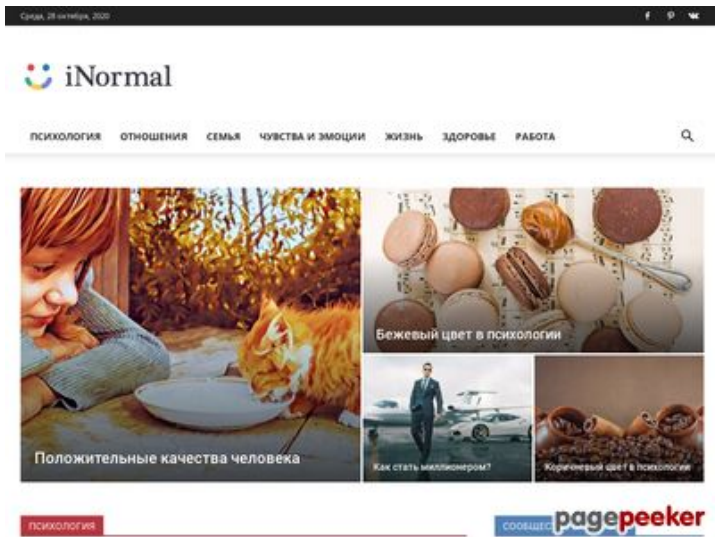 Среда, 28 октября, 2020
iNormal
ПСИХОЛОГИЯ ОТНОШЕНИЯ СЕМЬЯ ЧУВСТВА И ЭМОЦИИ ЖИЗНЬ ЗДОРОВЬЕ РАБОТА
Бежевый цвет в психологии
Положительные качества человека
Как стать миллионером?
Коричневый цвет в психологии
ПСИХОЛОГИЯ
pagepeeker